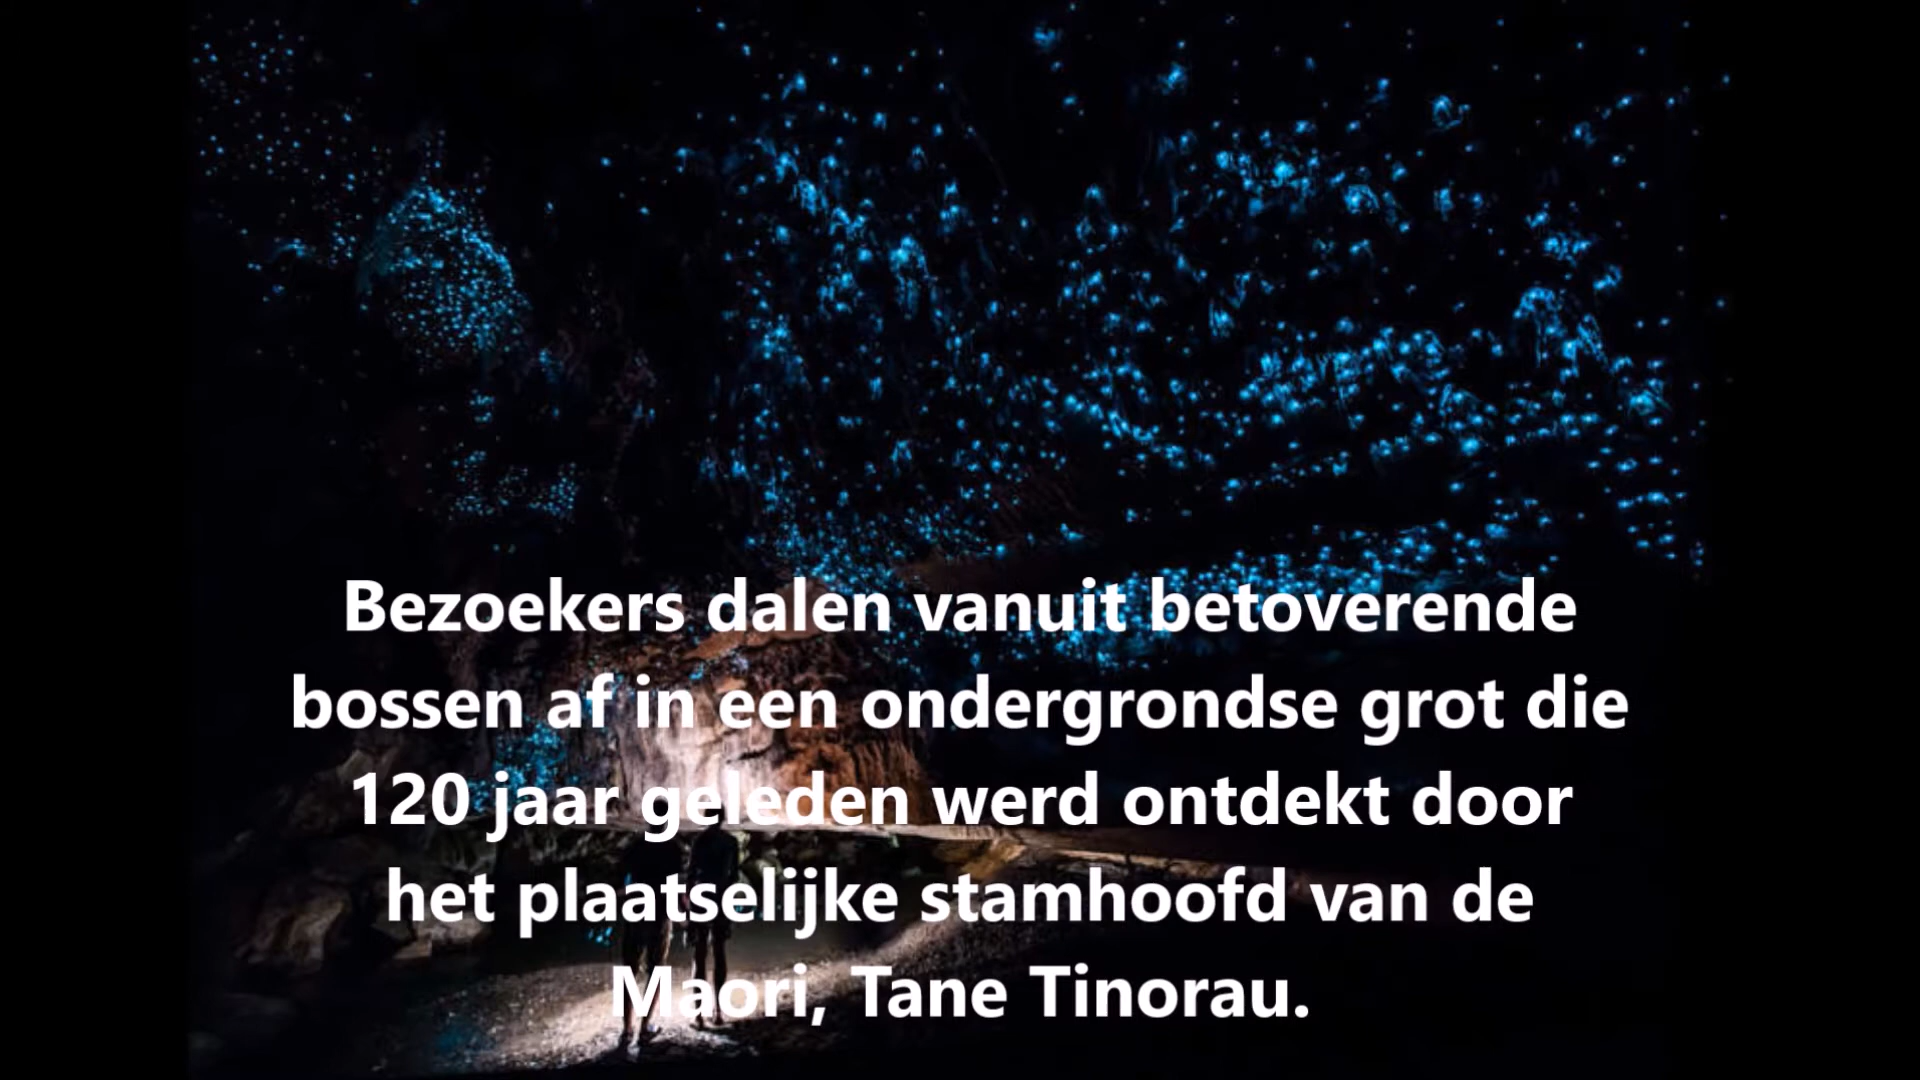 Bezoekers dalen vanuit betoverende
bossen af in een ondergrondse grot die
120 jaar geleden werd ontdekt door
het plaatselijke stamhoofd van de
Maori, Tane Tinorau.